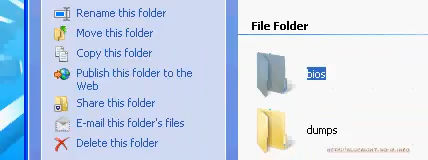 Rename this folder
Move this folder
Copy this folder
Publish this folder to the
Web
Share this folder
E-mail this folder's files
Delete this folder
File Folder
bios
dumps